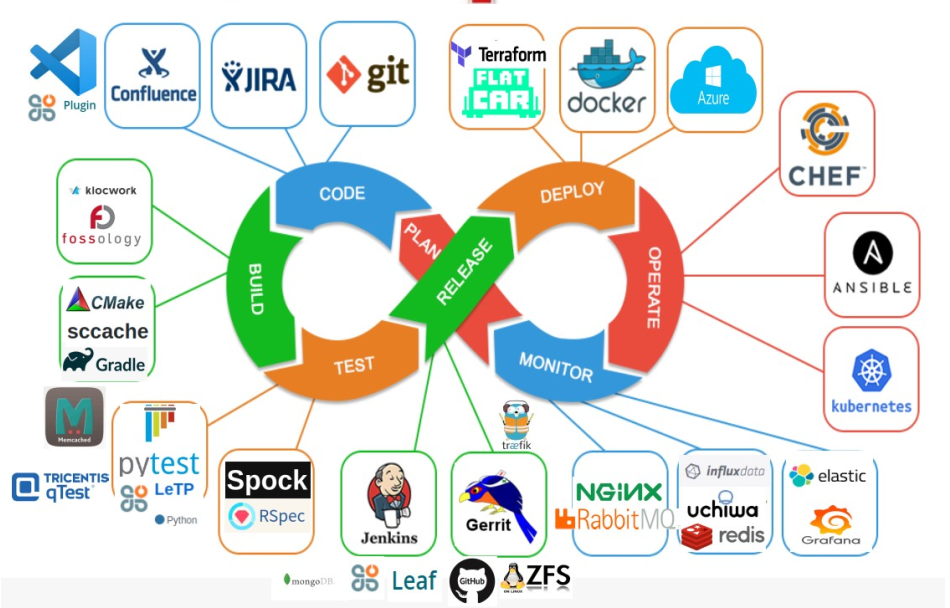 Plugin
Confluence
JIRA
git
Terraform
FLAT
CAR
docker
Azure
CHEF
klocwork
fossology
CODE
PLAN
RELEASE
DEPLOY
OPERATE
BUILD
TEST
MONITOR
ANSIBLE
CMake
sccache
Gradle
kubernetes
Memcached
træfik
TRICENTIS
qTest
pytest
LeTP
Python
Spock
RSpec
Jenkins
Gerrit
NGINX
RabbitMQ
influxdata
uchiwa
redis
elastic
Grafana
mongoDB.
Leaf
GitHub
ZFS
ON LINUX